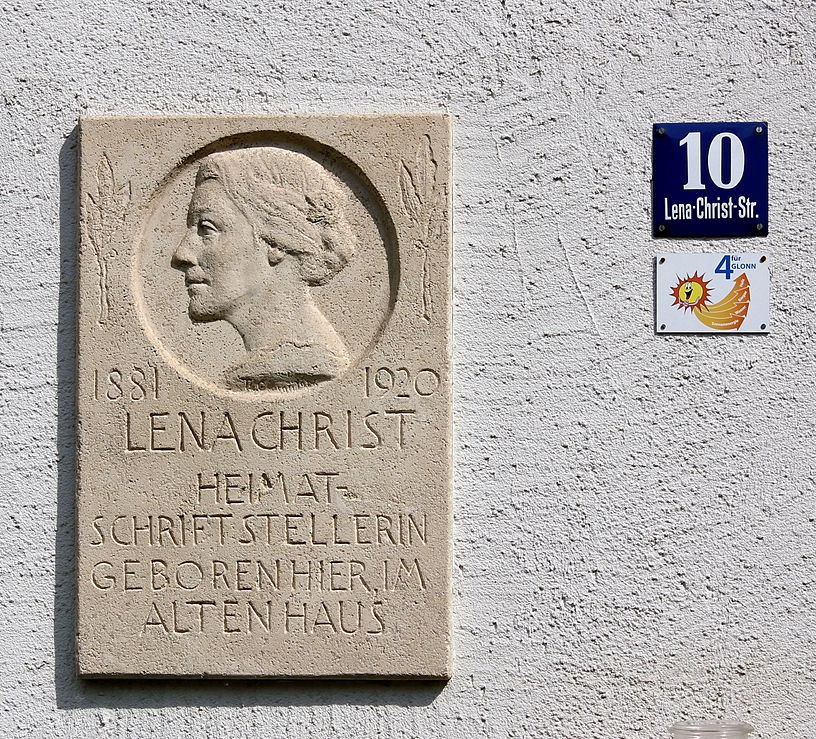 1881 1920
LENA CHRIST
HEIMAT-
SCHRIFTSTELLERIN
GEBOREN HIER, IM
ALTEN HAUS
10
Lena-Christ-Str.
4 für
GLONN